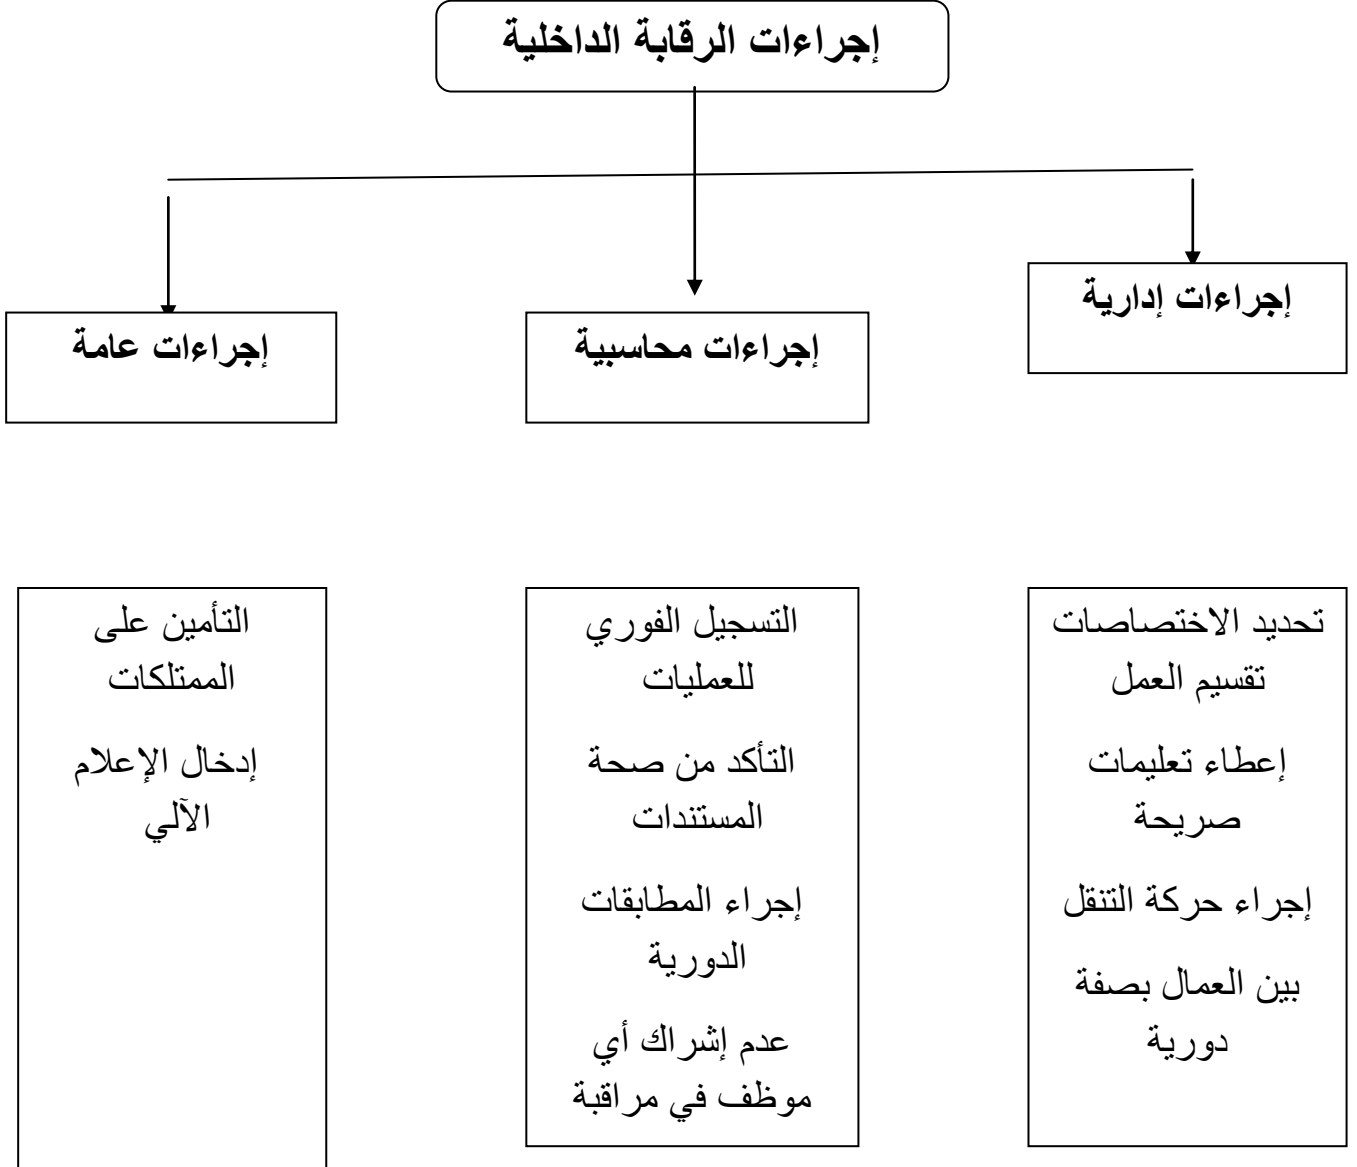 إجراءات الرقابة الداخلية
إجراءات إدارية
إجراءات محاسبية
إجراءات عامة
تحديد الاختصاصات
تقسيم العمل
إعطاء تعليمات
صريحة
إجراء حركة التنقل
بين العمال بصفة
دورية
التسجيل الفوري
للعمليات
التأكد من صحة
المستندات
إجراء المطابقات
الدورية
عدم إشراك أي
موظف في مراقبة
التأمين على
الممتلكات
إدخال الإعلام
الآلي